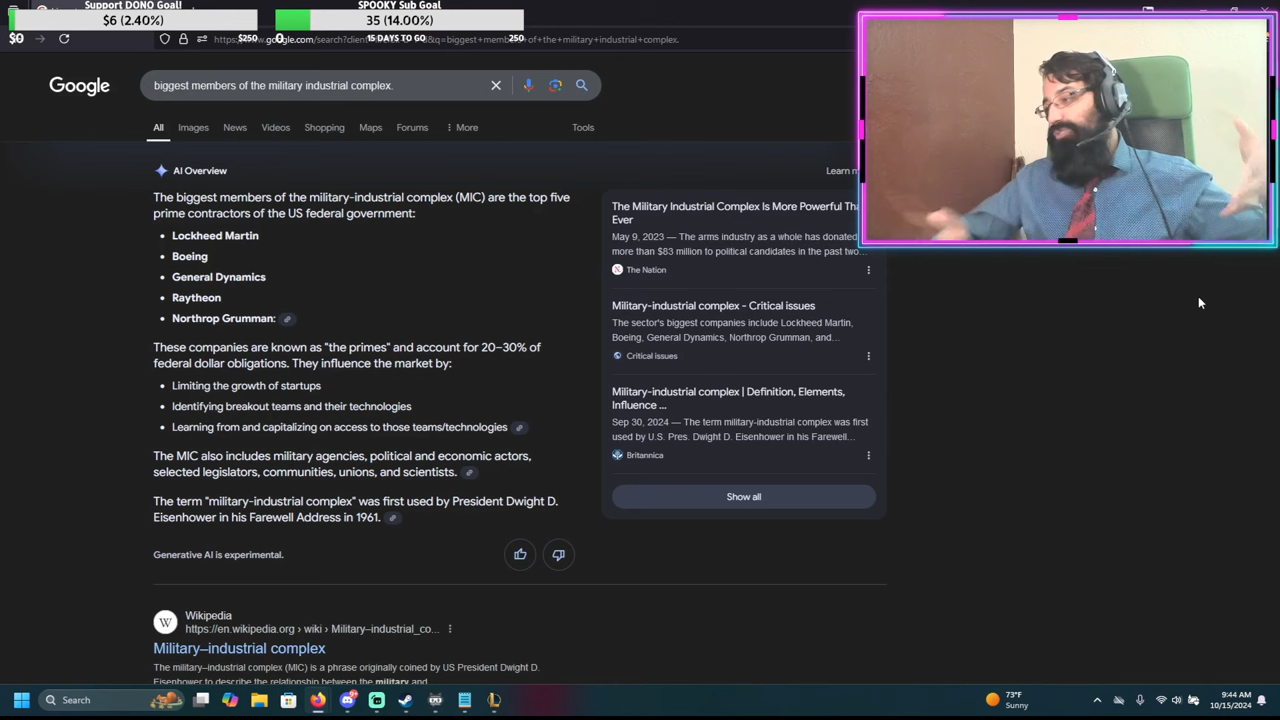 Support DONO Goal!
$6 (2.40%)
$0
$250
SPOOKY Sub Goal
35 (14.00%)
0
15 DAYS TO GO
250
Google
biggest members of the military industrial complex.
All
Images
News
Videos
Shopping
Maps
Forums
More
Tools
AI Overview
The biggest members of the military-industrial complex (MIC) are the top five
prime contractors of the US federal government:
Lockheed Martin
Boeing
General Dynamics
Raytheon
Northrop Grumman:
These companies are known as "the primes" and account for 20–30% of
federal dollar obligations. They influence the market by:
Limiting the growth of startups
Identifying breakout teams and their technologies
Learning from and capitalizing on access to those teams/technologies
The MIC also includes military agencies, political and economic actors,
selected legislators, communities, unions, and scientists.
The term "military-industrial complex" was first used by President Dwight D.
Eisenhower in his Farewell Address in 1961.
Generative AI is experimental.
The Military Industrial Complex Is More Powerful
Ever
May 9, 2023 — The arms industry as a whole has donated
more than $83 million to political candidates in the past two…
The Nation
Military-industrial complex - Critical issues
The sector's biggest companies include Lockheed Martin,
Boeing, General Dynamics, Northrop Grumman, and…
Critical issues
Military-industrial complex | Definition, Elements,
Influence ...
Sep 30, 2024 — The term military-industrial complex was first
used by U.S. Pres. Dwight D. Eisenhower in his Farewell…
Britannica
Show all
W
Wikipedia
https://en.wikipedia.org › wiki › Military–industrial_co...
Military–industrial complex
The military–industrial complex (MIC) is a phrase originally coined by US President Dwight D.
Eisenhower to describe the relationship between the military and
Search
73°F
Sunny
9:44 AM
10/15/2024